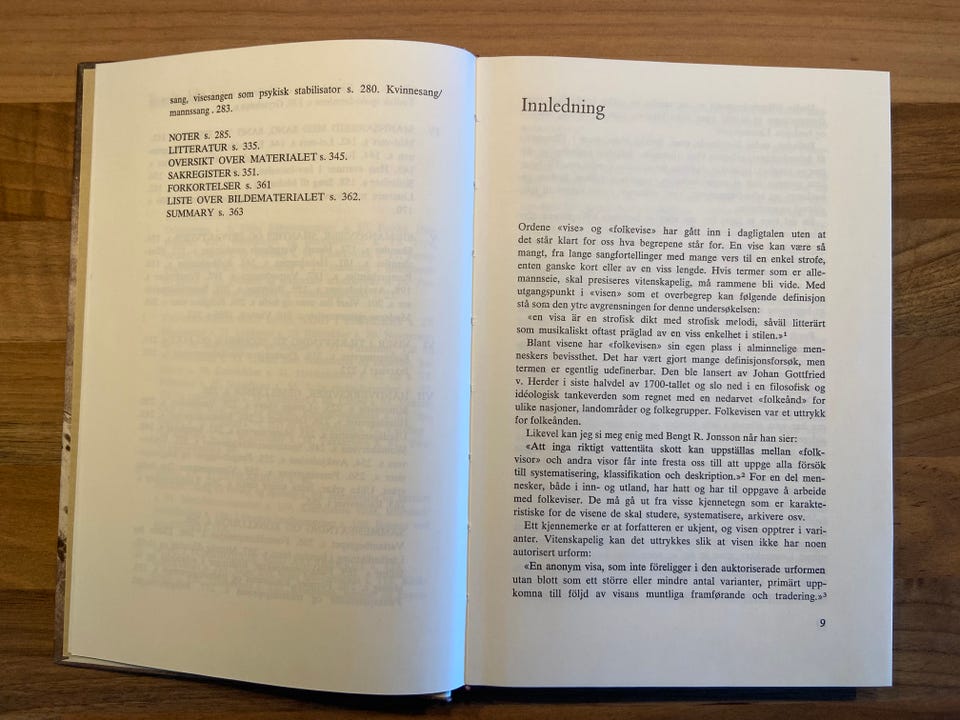 sang, visesangen som psykisk stabilisator s. 280. Kvinnesang/
mannssang . 283.
NOTER s. 285.
LITTERATUR s. 335.
OVERSIKT OVER MATERIALET s. 345.
SAKREGISTER s. 351.
FORKORTELSER s. 361
LISTE OVER BILDEMATERIALET s. 362.
SUMMARY s. 363
Innledning
Ordene «vise» og «folkevise» har gått inn i dagligtalen uten at
det står klart for oss hva begrepene står for. En vise kan være så
mangt, fra lange sangfortellinger med mange vers til en enkel strofe,
enten ganske kort eller av en viss lengde. Hvis termer som er alle-
mannseie, skal presiseres vitenskapelig, må rammene bli vide. Med
utgangspunkt i «visen» som et overbegrep kan følgende definisjon
stå som den ytre avgrensningen for denne undersøkelsen:
«en visa är en strofisk dikt med strofisk melodi, såväl litterärt
som musikaliskt oftast präglad av en viss enkelhet i stilen.»¹
Blant visene har «folkevisen» sin egen plass i alminnelige men-
neskers bevissthet. Det har vært gjort mange definisjonsforsøk, men
termen er egentlig udefinerbar. Den ble lansert av Johan Gottfried
v. Herder i siste halvdel av 1700-tallet og slo ned i en filosofisk og
idéologisk tankeverden som regnet med en nedarvet «folkeånd» for
ulike nasjoner, landområder og folkegrupper. Folkevisen var et uttrykk
for folkeånden.
Likevel kan jeg si meg enig med Bengt R. Jonsson når han sier:
«Att inga riktigt vattentäta skott kan uppställas mellan «folk-
visor» och andra visor får inte fresta oss till att uppge alla försök
till systematisering, klassifikation och deskription.»² For en del men-
nesker, både i inn- og utland, har hatt og har til oppgave å arbeide
med folkeviser. De må gå ut fra visse kjennetegn som er karakte-
ristiske for de visene de skal studere, systematisere, arkivere osv.
Ett kjennemerke er at forfatteren er ukjent, og visen opptrer i vari-
anter. Vitenskapelig kan det uttrykkes slik at visen ikke har noen
autorisert urform:
«En anonym visa, som inte föreligger i den auktoriserade urformen
utan blott som ett större eller mindre antal varianter, primärt upp-
komna till följd av visans muntliga framförande och tradering.»³
9